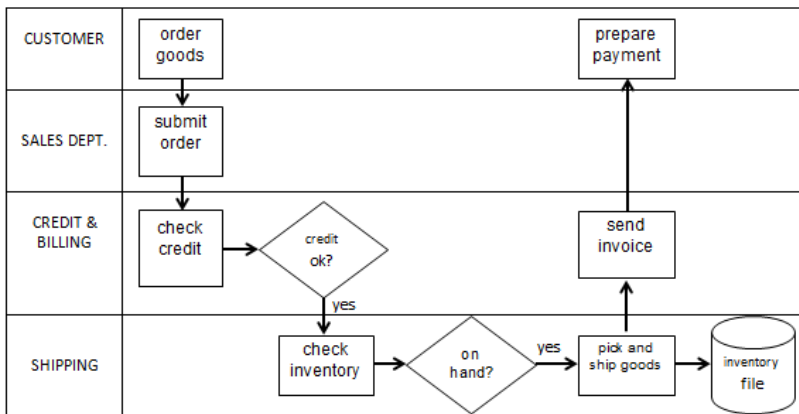 CUSTOMER
order
goods
prepare
payment
SALES DEPT.
submit
order
CREDIT &
BILLING
check
credit
credit
ok?
send
invoice
yes
SHIPPING
check
inventory
on
hand?
yes
pick and
ship goods
inventory
file